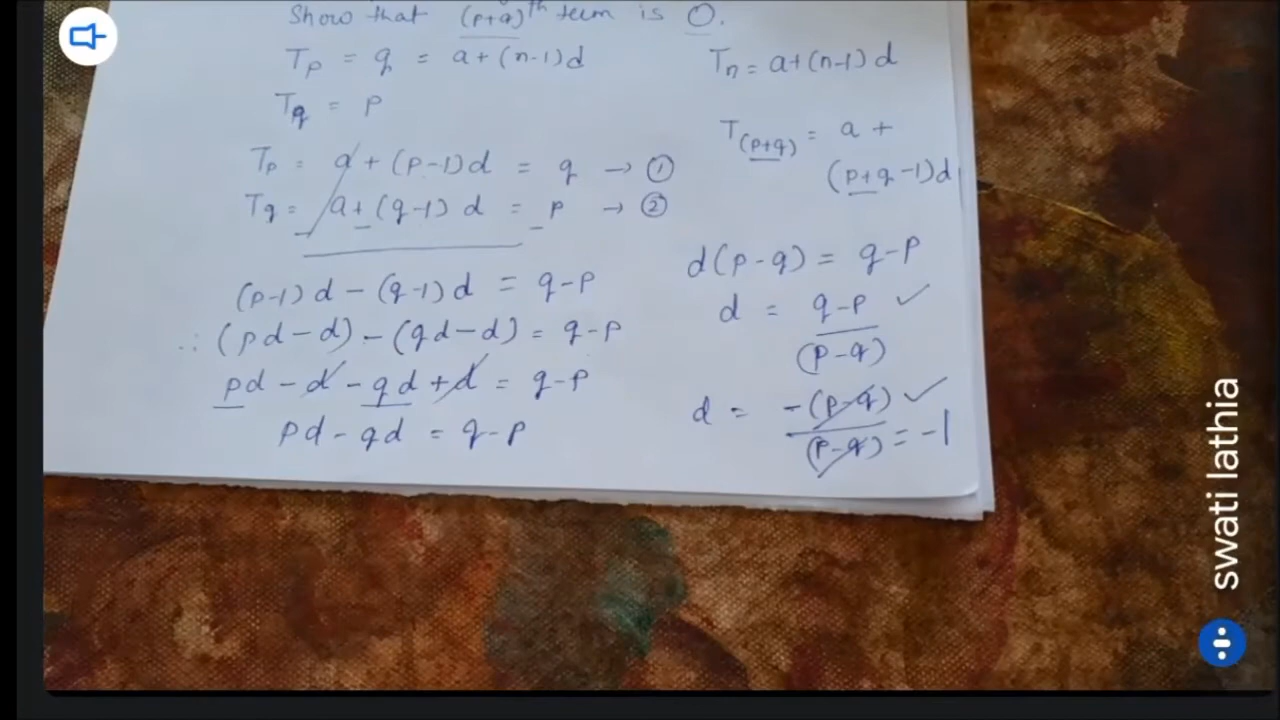 Show that (p+q)th term is 0.
Tp = q = a+(n-1)d
Tq = p
Tp = a + (p-1)d = q → ①
Tq = a + (q-1) d = p → ②
(p-1)d - (q-1)d = q-p
∴ (pd-d) - (qd-d) = q-p
pd - d - qd + d = q-p
pd - qd = q-p
Tn = a+(n-1)d
T(p+q) = a +
(p+q-1)d
d(p-q) = q-p
d = q-p ✓
(p-q)
d = -(p-q) ✓
(p-q) = -1
swati lathia